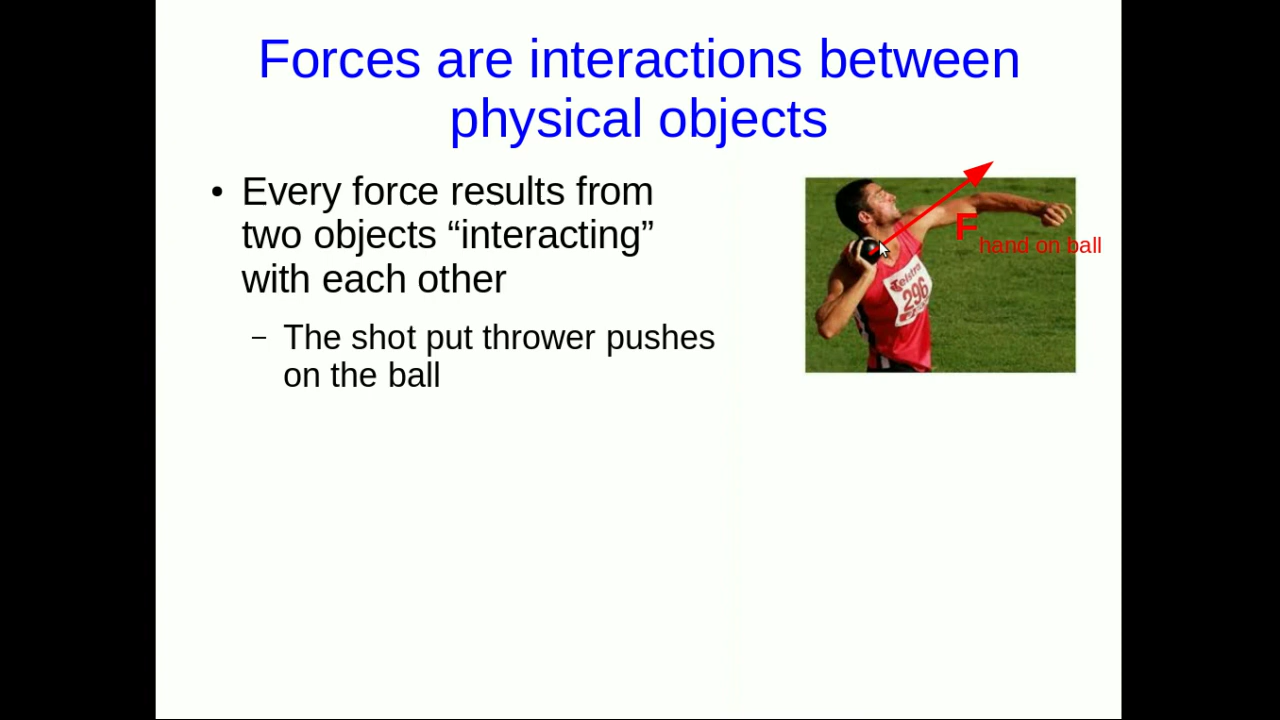 Forces are interactions between
physical objects
• Every force results from
two objects “interacting”
with each other
– The shot put thrower pushes
on the ball
F hand on ball
Telstra
296